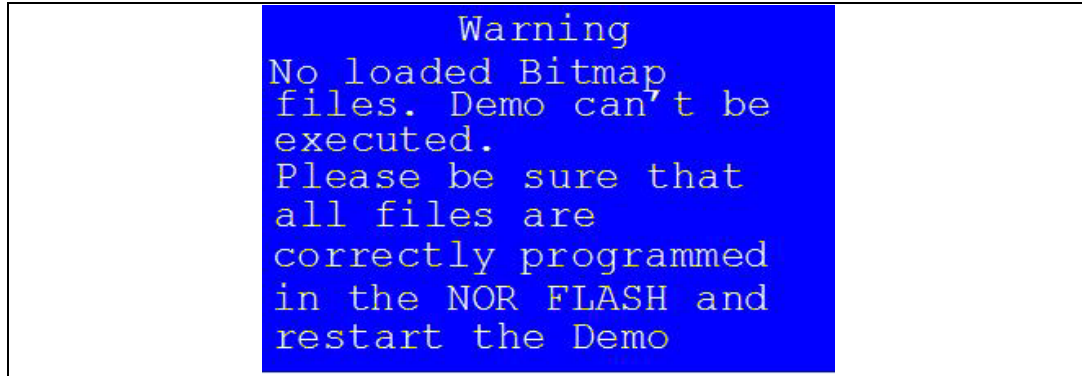 Warning
No loaded Bitmap
files. Demo can't be
executed.
Please be sure that
all files are
correctly programmed
in the NOR FLASH and
restart the Demo